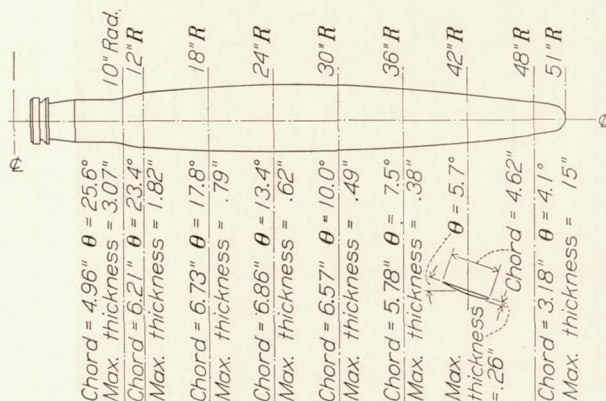 10" Rad.
12" R
18" R
24" R
30" R
36" R
42" R
48" R
51" R
Chord = 4.96" θ = 25.6°
Max. thickness = 3.07"
Chord = 6.21" θ = 23.4°
Max. thickness = 1.82"
Chord = 6.73" θ = 17.8°
Max. thickness = .79"
Chord = 6.86" θ = 13.4°
Max. thickness = .62"
Chord = 6.57" θ = 10.0°
Max. thickness = .49"
Chord = 5.78" θ = 7.5°
Max. thickness = .38"
θ = 5.7°
Max.
thickness
= .26"
Chord = 4.62"
Chord = 3.18" θ = 4.1°
Max. thickness = 15"
℄
℄